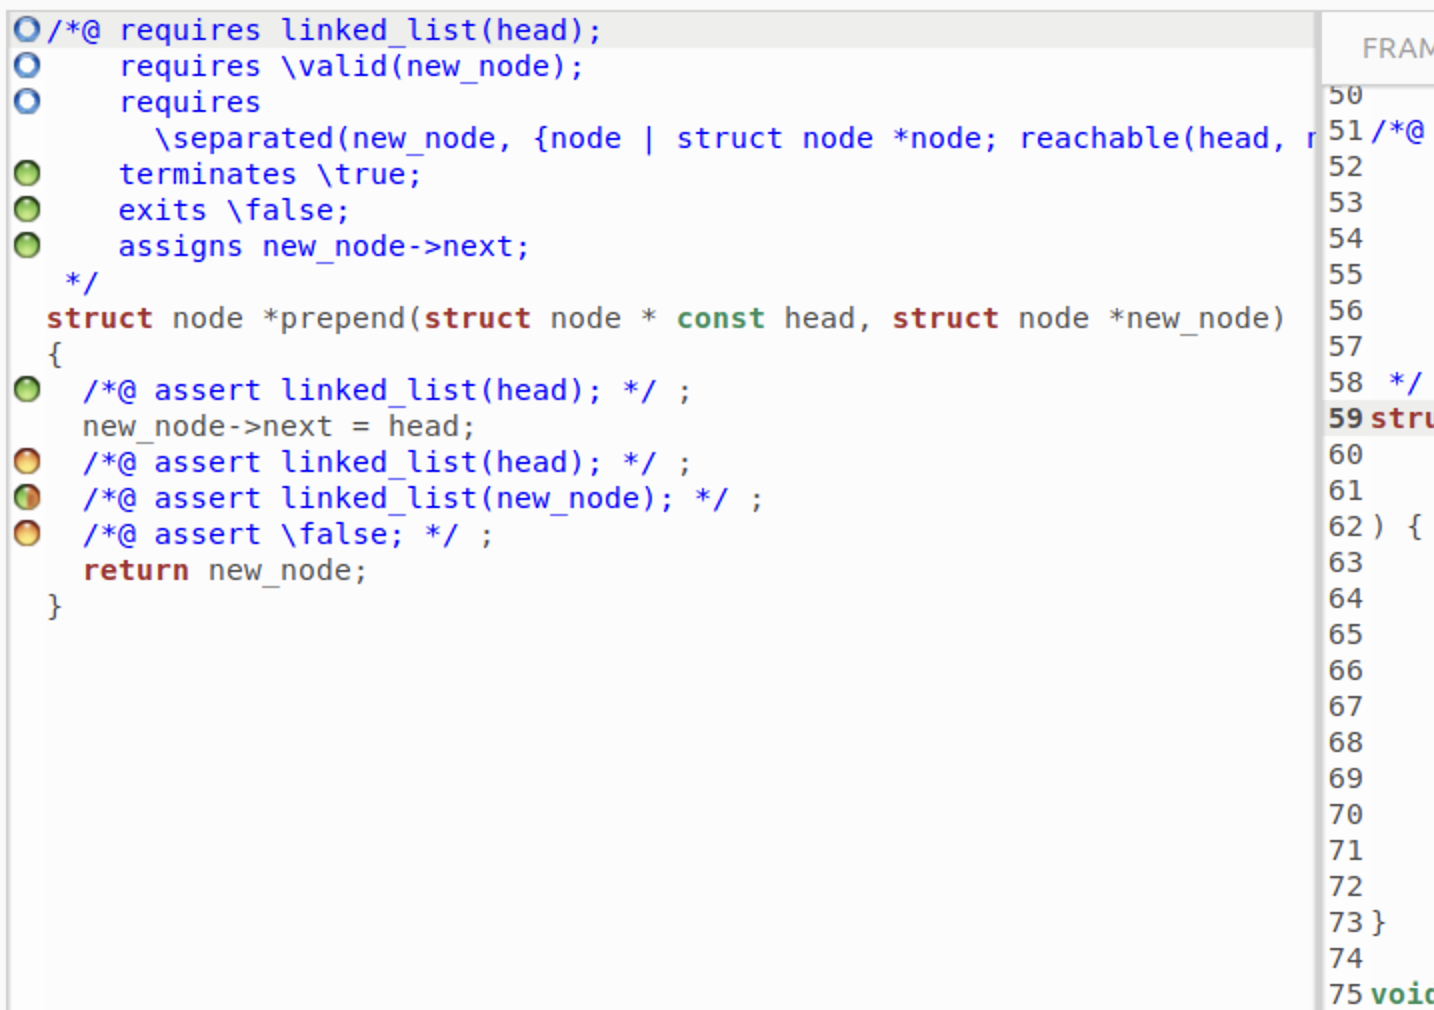 /*@ requires linked_list(head);
requires \valid(new_node);
requires
\separated(new_node, {node | struct node *node; reachable(head,
terminates \true;
exits \false;
assigns new_node->next;
*/
struct node *prepend(struct node * const head, struct node *new_node)
{
/*@ assert linked_list(head); */ ;
new_node->next = head;
/*@ assert linked_list(head); */ ;
/*@ assert linked_list(new_node); */ ;
/*@ assert \false; */ ;
return new_node;
}
FRAM
50
51 /*@
52
53
54
55
56
57
58 */
59 stru
60
61
62 ) {
63
64
65
66
67
68
69
70
71
72
73 }
74
75 void